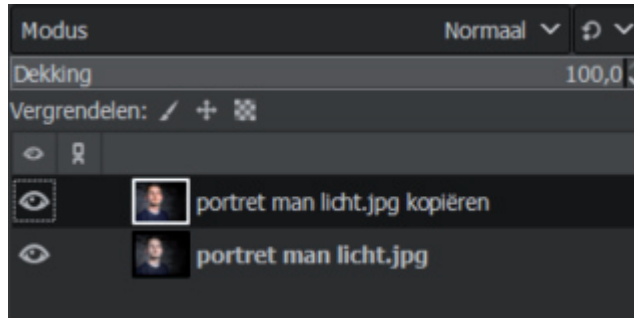 Modus Normaal
Dekking 100,0
Vergrendelen:
portret man licht.jpg kopiëren
portret man licht.jpg